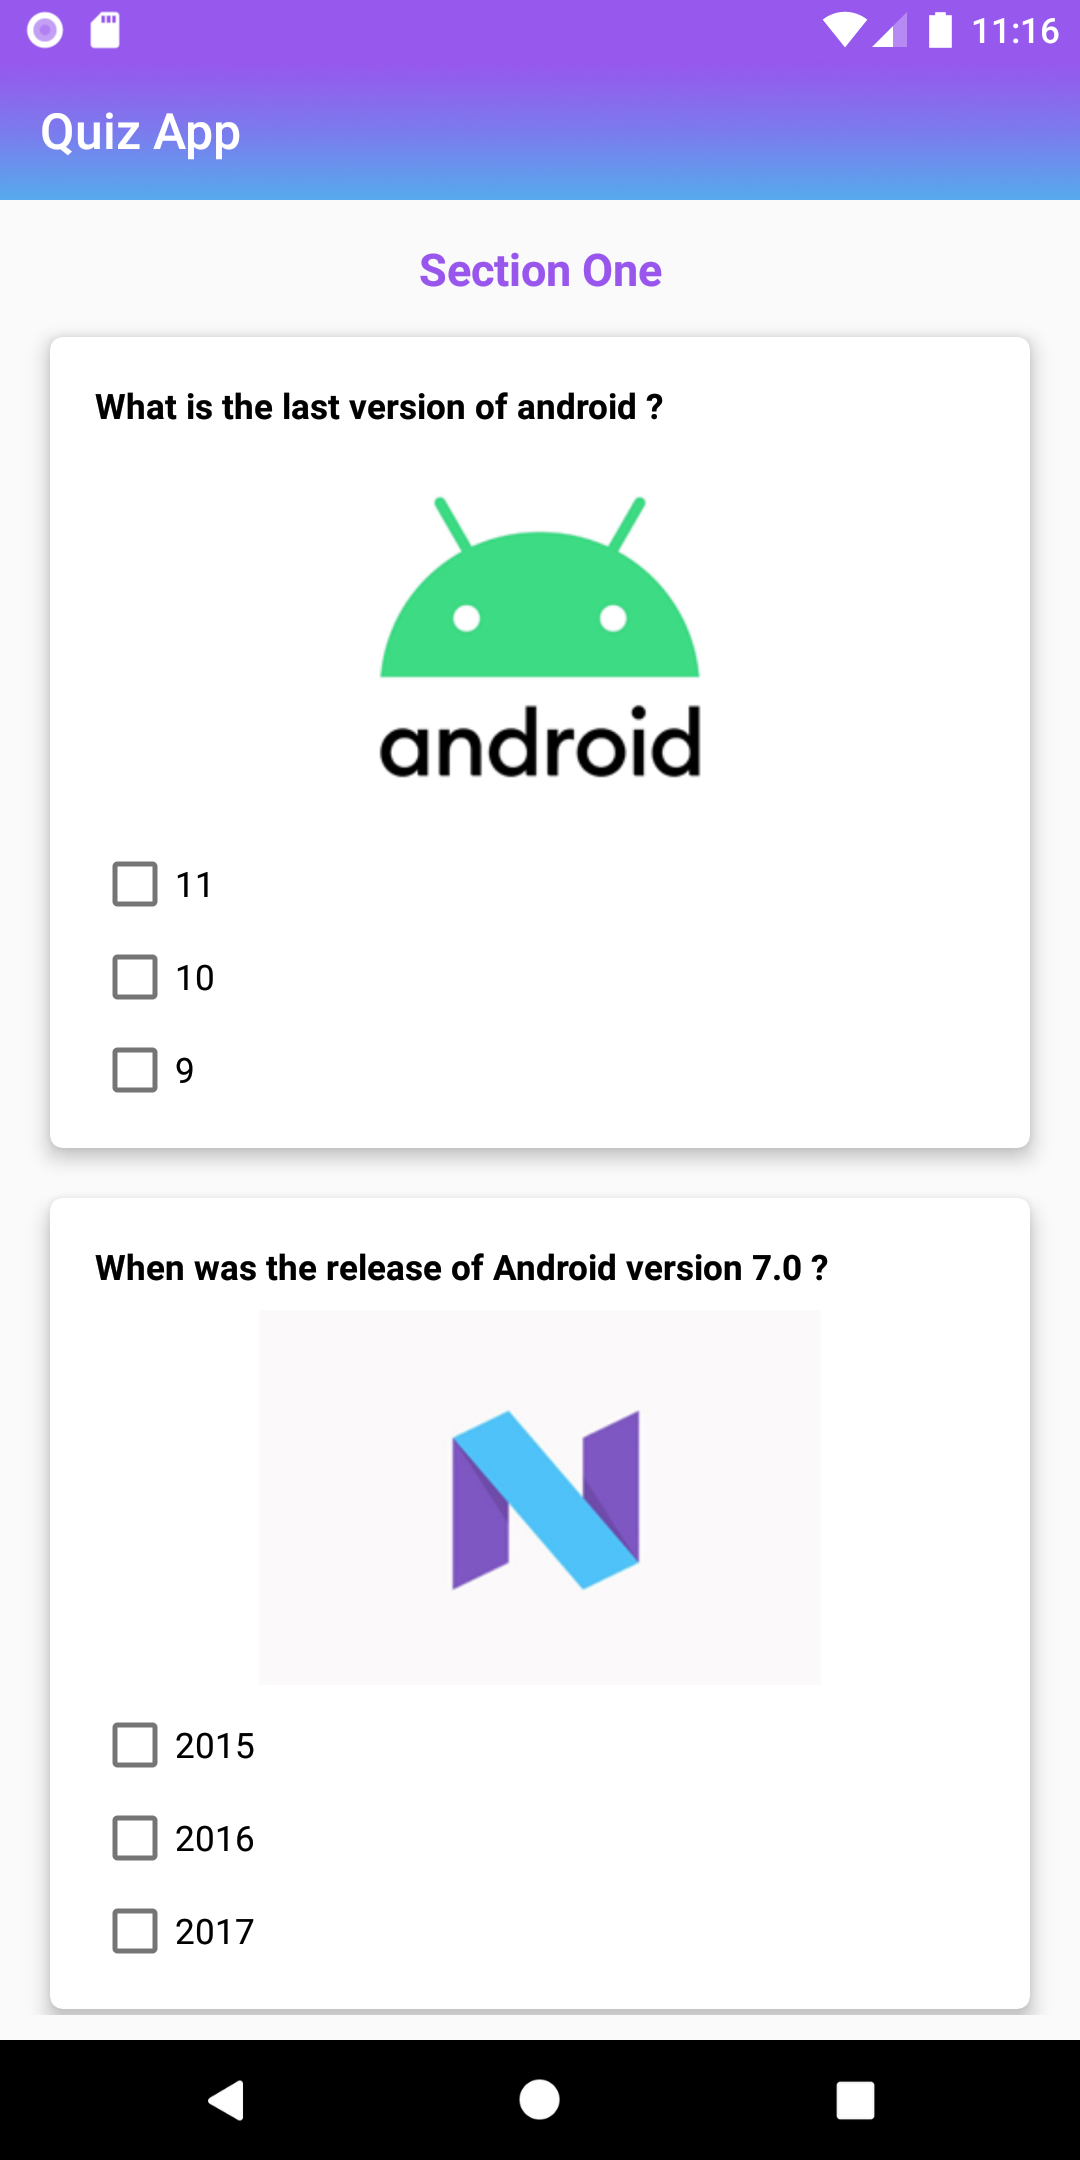 11:16
Quiz App
Section One
What is the last version of android ?
android
11
10
9
When was the release of Android version 7.0 ?
N
2015
2016
2017